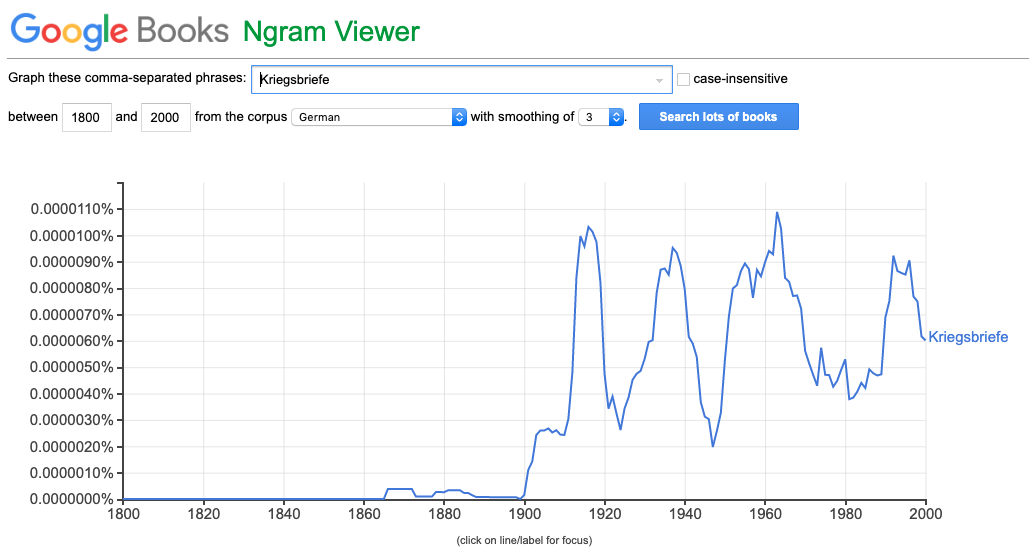 Google Books Ngram Viewer
Graph these comma-separated phrases: Kriegsbriefe case-insensitive
between 1800 and 2000 from the corpus German with smoothing of 3 . Search lots of books
0.0000110%
0.0000100%
0.0000090%
0.0000080%
0.0000070%
0.0000060%
Kriegsbriefe
0.0000050%
0.0000040%
0.0000030%
0.0000020%
0.0000010%
0.0000000%
1800 1820 1840 1860 1880 1900 1920 1940 1960 1980 2000
(click on line/label for focus)